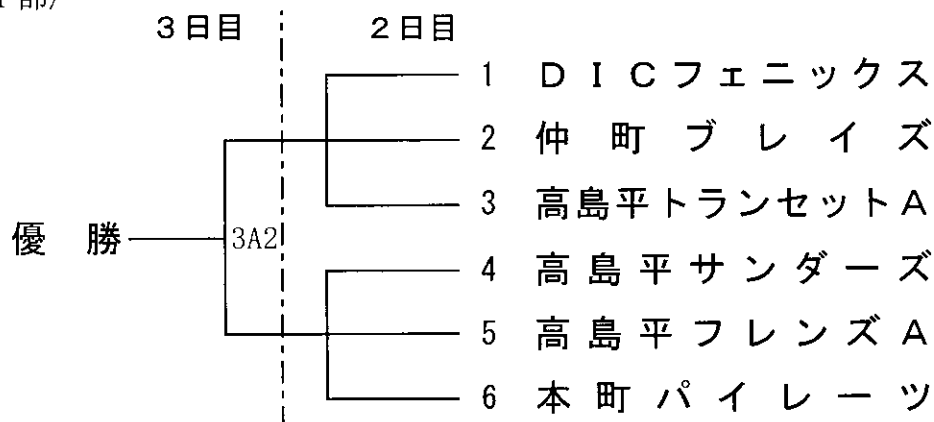 3日目 2日目
1 DICフェニックス
2 仲町ブレイズ
3 高島平トランセットA
優勝 3A2
4 高島平サンダーズ
5 高島平フレンズA
6 本町パイレーツ